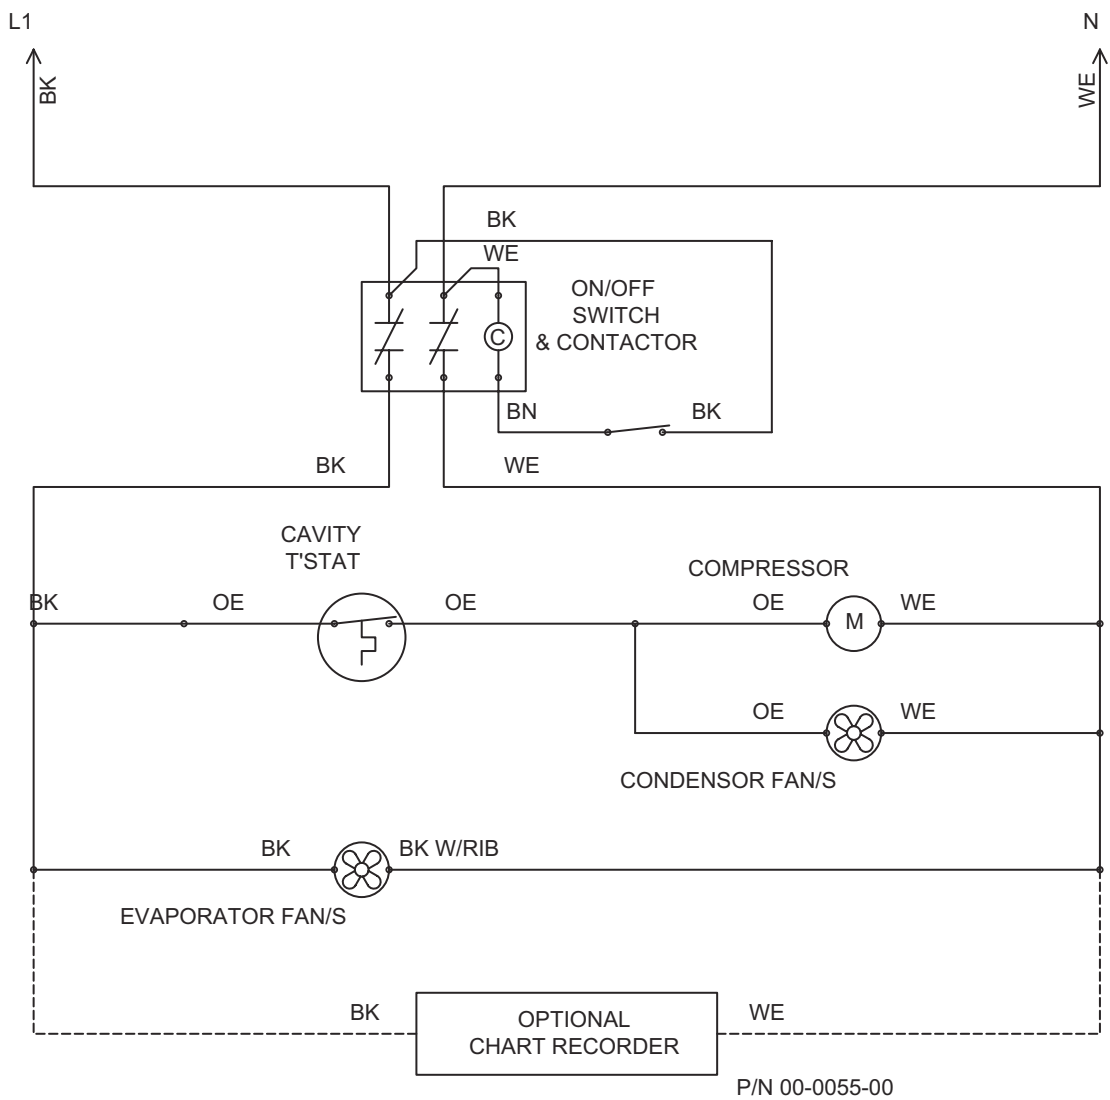 L1
N
BK
WE
BK
WE
ON/OFF
SWITCH
& CONTACTOR
C
BN
BK
BK
WE
CAVITY
T'STAT
COMPRESSOR
BK
OE
OE
OE
M
WE
OE
WE
CONDENSOR FAN/S
BK
BK W/RIB
EVAPORATOR FAN/S
BK
OPTIONAL
CHART RECORDER
WE
P/N 00-0055-00